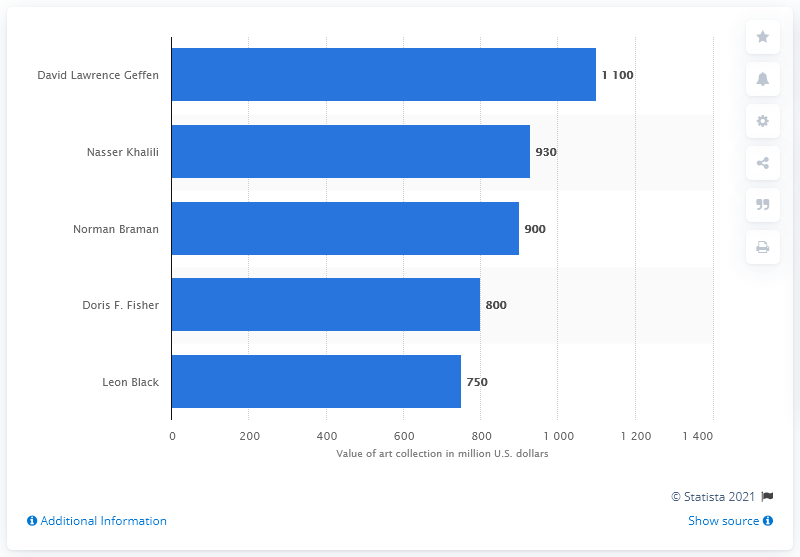 David Lawrence Geffen 1 100
Nasser Khalili 930
Norman Braman 900
Doris F. Fisher 800
Leon Black 750
0 200 400 600 800 1 000 1 200 1 400
Value of art collection in million U.S. dollars
© Statista 2021
Additional Information Show source